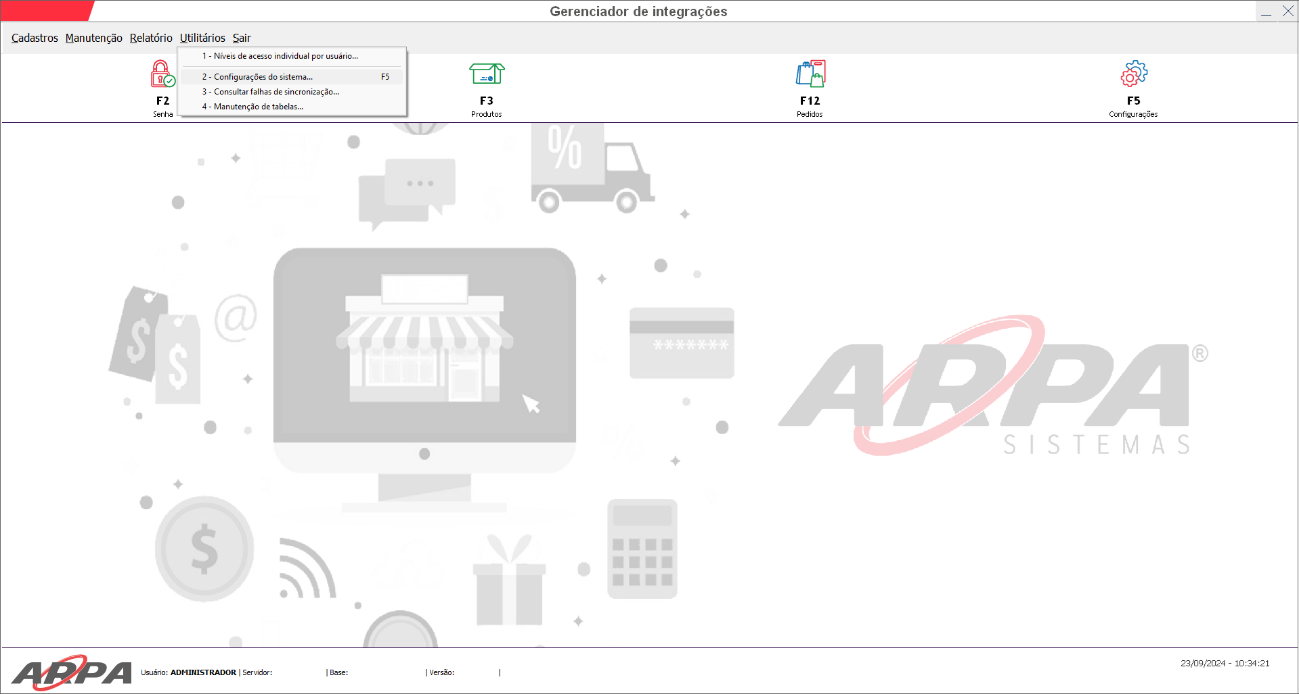 Gerenciador de integrações
Cadastros Manutenção Relatório Utilitários Sair
1 - Níveis de acesso individual por usuário...
2 - Configurações do sistema... F5
3 - Consultar falhas de sincronização...
4 - Manutenção de tabelas...
F2 F3 F12 F5
Senha Produtos Pedidos Configurações
%
@
$ $
*******
ARPA®
SISTEMAS
$
ARPA Usuário: ADMINISTRADOR | Servidor: | Base: | Versão: |
23/09/2024 - 10:34:21